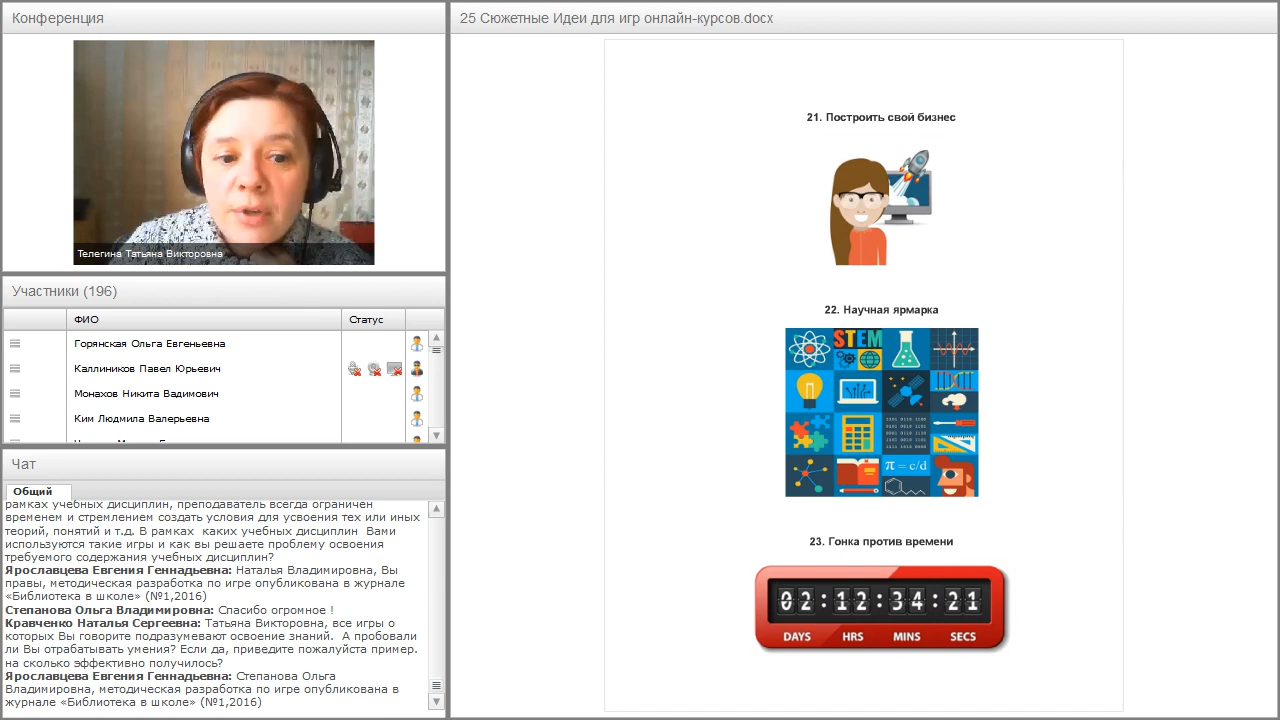 Конференция
Телегина Татьяна Викторовна
Участники (196)
ФИО
Статус
Горинская Ольга Евгеньевна
Каллиников Павел Юрьевич
Монахов Никита Вадимович
Ким Людмила Валерьевна
Чат
Общий
рамках учебных дисциплин, преподаватель всегда ограничен
временем и стремлением создать условия для усвоения тех или иных
теорий, понятий и т.д. В рамках каких учебных дисциплин Вами
используются такие игры и как вы решаете проблему освоения
требуемого содержания учебных дисциплин?
Ярославцева Евгения Геннадьевна: Наталья Владимировна, Вы
правы, методическая разработка по игре опубликована в журнале
«Библиотека в школе» (№1,2016)
Степанова Ольга Владимировна: Спасибо огромное !
Кравченко Наталья Сергеевна: Татьяна Викторовна, все игры о
которых Вы говорите подразумевают освоение знаний. А пробовали
ли Вы отрабатывать умения? Если да, приведите пожалуйста пример.
на сколько эффективно получилось?
Ярославцева Евгения Геннадьевна: Степанова Ольга
Владимировна, методическая разработка по игре опубликована в
журнале «Библиотека в школе» (№1,2016)
25 Сюжетные Идеи для игр онлайн-курсов.docx
21. Построить свой бизнес
22. Научная ярмарка
STEM
π = c/d
23. Гонка против времени
02:12:34:21
DAYS HRS MINS SECS